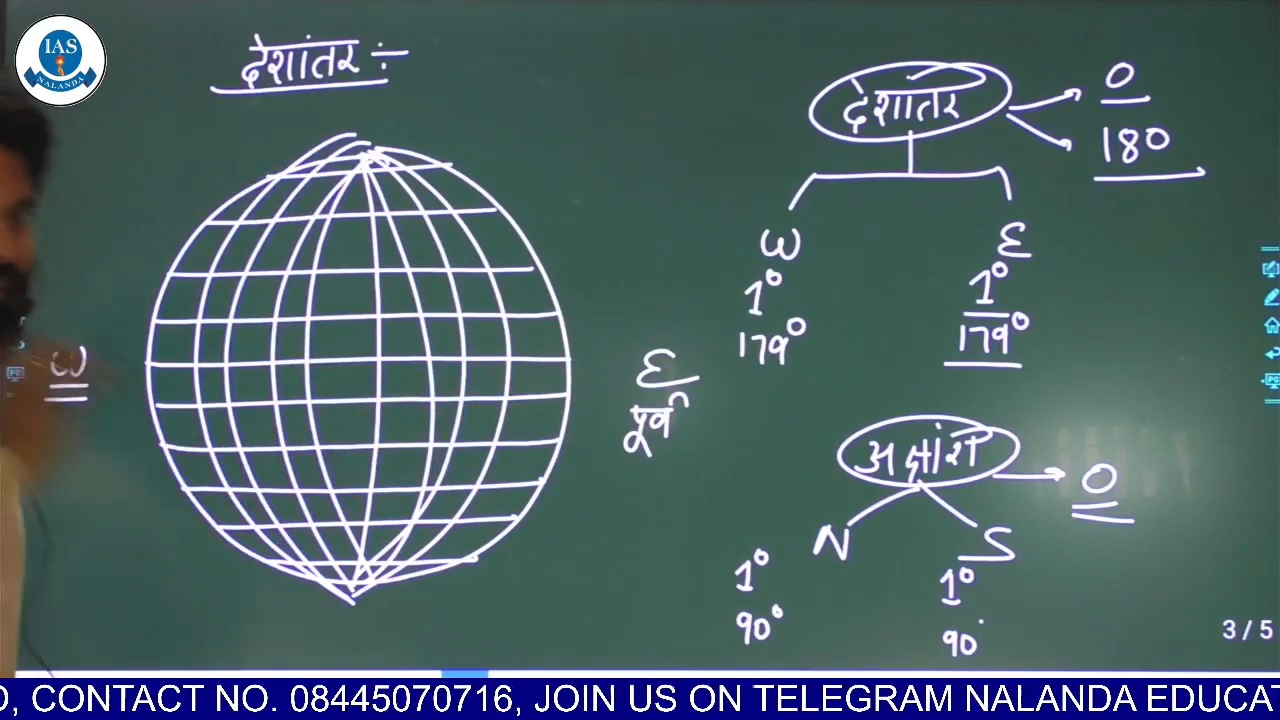 IAS
NALANDA
देशांतर :-
W
E
पूर्व
देशांतर
0
180
W
E
1°
1°
179°
179°
अक्षांश
0
N
S
1°
1°
90°
90°
3 / 5
, CONTACT NO. 08445070716, JOIN US ON TELEGRAM NALANDA EDUCAT